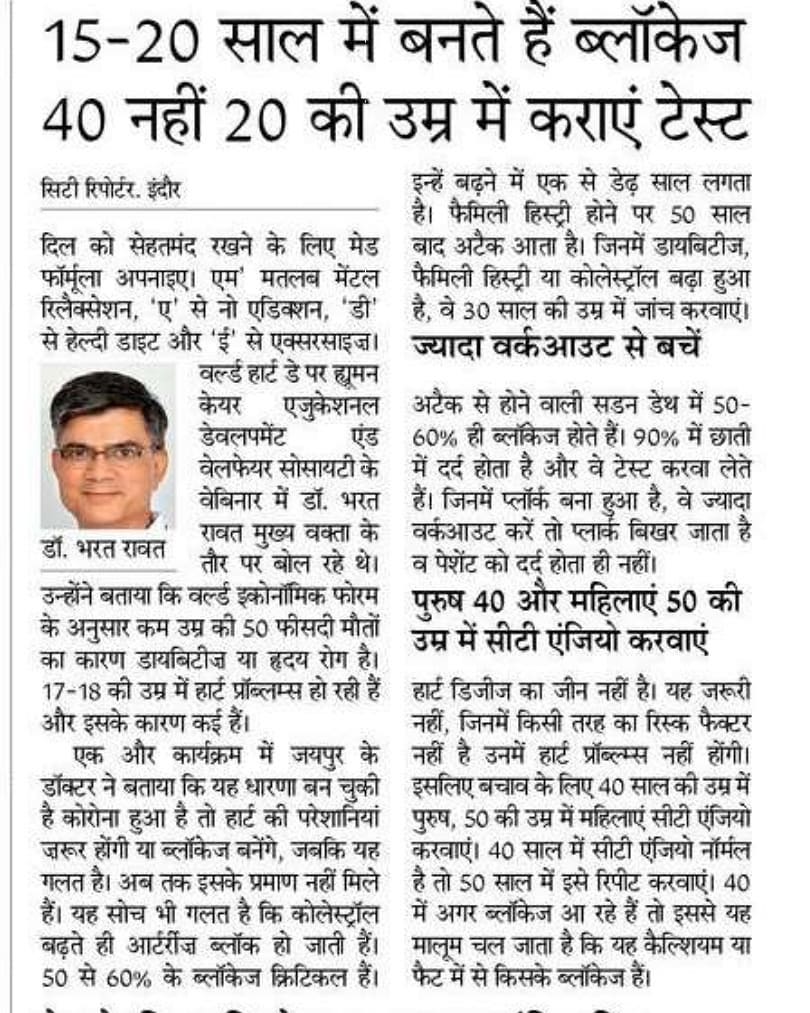 15-20 साल में बनते हैं ब्लॉकेज
40 नहीं 20 की उम्र में कराएं टेस्ट
सिटी रिपोर्टर. इंदौर
दिल को सेहतमंद रखने के लिए मेड
फॉर्मूला अपनाइए। एम' मतलब मेंटल
रिलैक्सेशन, 'ए' से नो एडिक्शन, 'डी'
से हेल्दी डाइट और 'ई' से एक्सरसाइज।
वर्ल्ड हार्ट डे पर ह्यूमन
केयर एजुकेशनल
डेवलपमेंट एंड
वेलफेयर सोसायटी के
वेबिनार में डॉ. भरत
रावत मुख्य वक्ता के
तौर पर बोल रहे थे।
डॉ. भरत रावत
उन्होंने बताया कि वर्ल्ड इकोनॉमिक फोरम
के अनुसार कम उम्र की 50 फीसदी मौतों
का कारण डायबिटीज या हृदय रोग है।
17-18 की उम्र में हार्ट प्रॉब्लम्स हो रही हैं
और इसके कारण कई हैं।
एक और कार्यक्रम में जयपुर के
डॉक्टर ने बताया कि यह धारणा बन चुकी
है कोरोना हुआ है तो हार्ट की परेशानियां
ज़रूर होंगी या ब्लॉकेज बनेंगे, जबकि यह
गलत है। अब तक इसके प्रमाण नहीं मिले
हैं। यह सोच भी गलत है कि कोलेस्ट्रॉल
बढ़ते ही आर्टरीज़ ब्लॉक हो जाती हैं।
50 से 60% के ब्लॉकेज क्रिटिकल हैं।
इन्हें बढ़ने में एक से डेढ़ साल लगता
है। फैमिली हिस्ट्री होने पर 50 साल
बाद अटैक आता है। जिनमें डायबिटीज,
फैमिली हिस्ट्री या कोलेस्ट्रॉल बढ़ा हुआ
है, वे 30 साल की उम्र में जांच करवाएं।
ज्यादा वर्कआउट से बचें
अटैक से होने वाली सडन डेथ में 50-
60% ही ब्लॉकेज होते हैं। 90% में छाती
में दर्द होता है और वे टेस्ट करवा लेते
हैं। जिनमें प्लॉर्क बना हुआ है, वे ज्यादा
वर्कआउट करें तो प्लार्क बिखर जाता है
व पेशेंट को दर्द होता ही नहीं।
पुरुष 40 और महिलाएं 50 की
उम्र में सीटी एंजियो करवाएं
हार्ट डिजीज का जीन नहीं है। यह जरूरी
नहीं, जिनमें किसी तरह का रिस्क फैक्टर
नहीं है उनमें हार्ट प्रॉब्लम्स नहीं होंगी।
इसलिए बचाव के लिए 40 साल की उम्र में
पुरुष, 50 की उम्र में महिलाएं सीटी एंजियो
करवाएं। 40 साल में सीटी एंजियो नॉर्मल
है तो 50 साल में इसे रिपीट करवाएं। 40
में अगर ब्लॉकेज आ रहे हैं तो इससे यह
मालूम चल जाता है कि यह कैल्शियम या
फैट में से किसके ब्लॉकेज हैं।